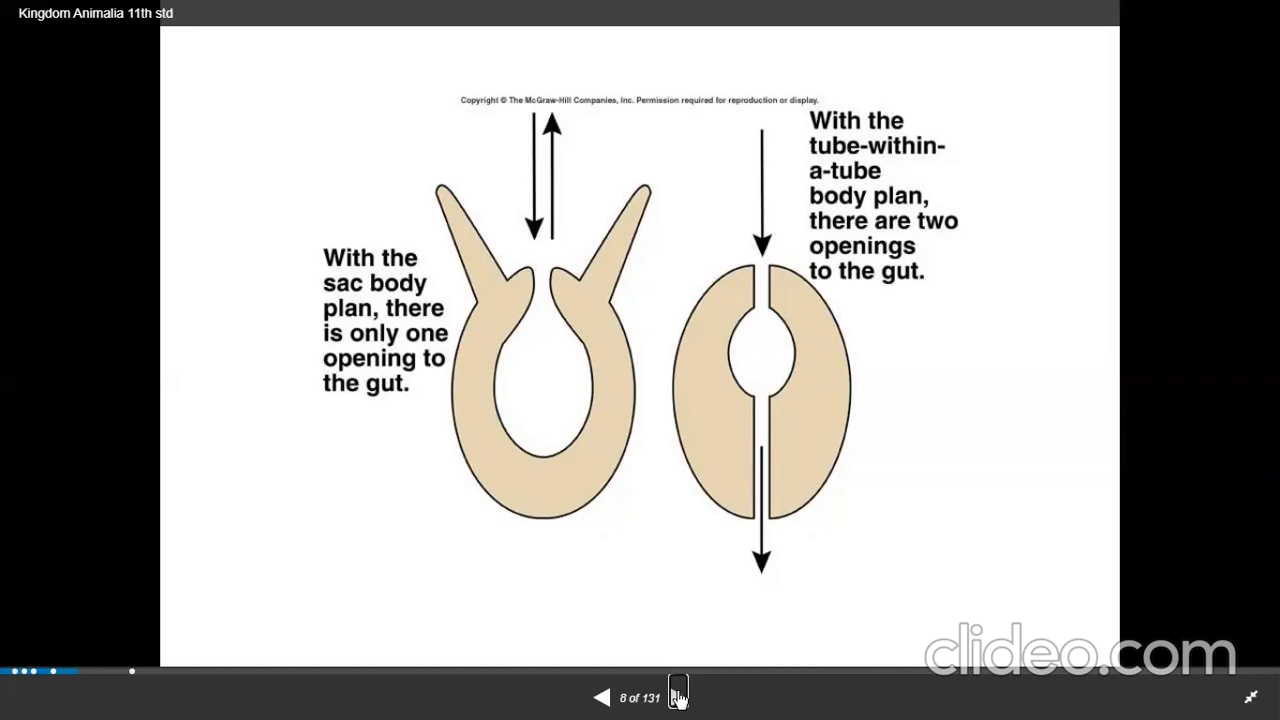 Kingdom Animalia 11th std
Copyright © The McGraw-Hill Companies, Inc. Permission required for reproduction or display.
With the
sac body
plan, there
is only one
opening to
the gut.
With the
tube-within-
a-tube
body plan,
there are two
openings
to the gut.
clideo.com
8 of 131